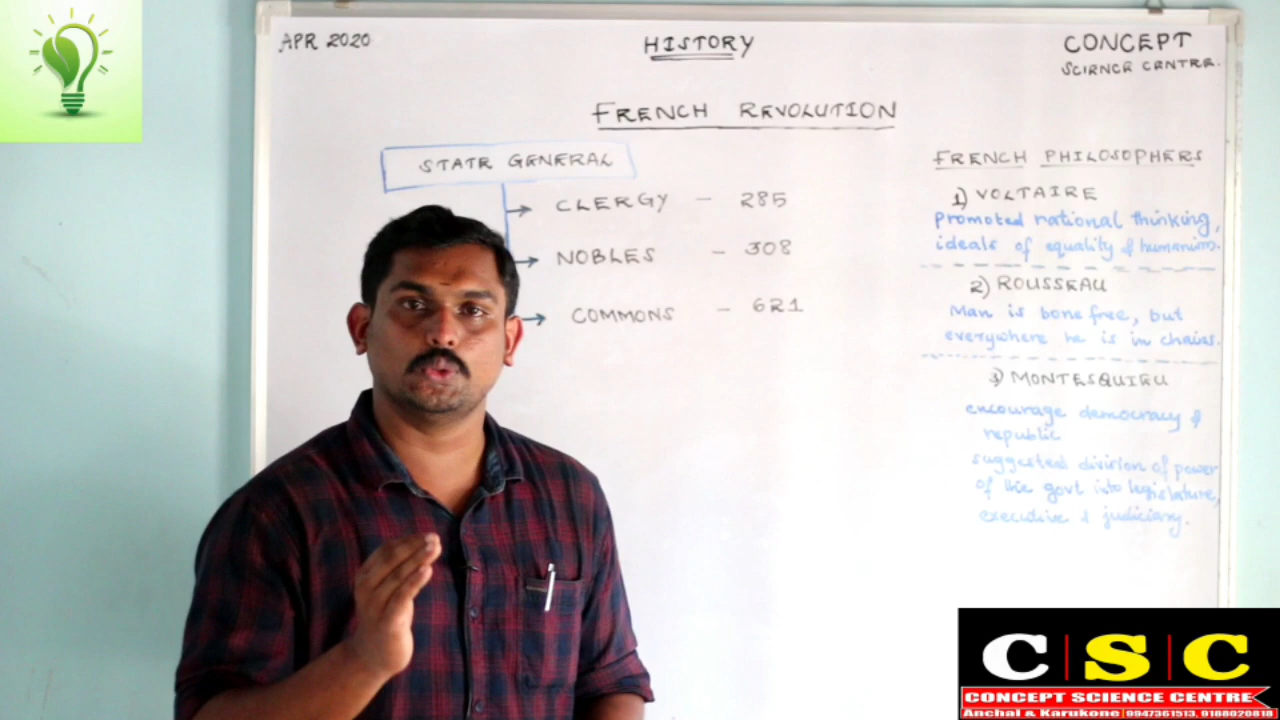 APR 2020
HISTORY
CONCEPT
SCIENCE CENTRE.
FRENCH REVOLUTION
STATE GENERAL
CLERGY - 285
NOBLES - 308
COMMONS - 621
FRENCH PHILOSOPHERS
1) VOLTAIRE
promoted rational thinking,
ideals of equality & humanism.
2) ROUSSEAU
Man is bone free, but
everywhere he is in chains.
3) MONTESQUIEU
encourage democracy &
republic
suggested division of power
of the govt into legislature,
executive & judiciary.
C S C
CONCEPT SCIENCE CENTRE
Anchal & Karukone 9947361513, 9188020818